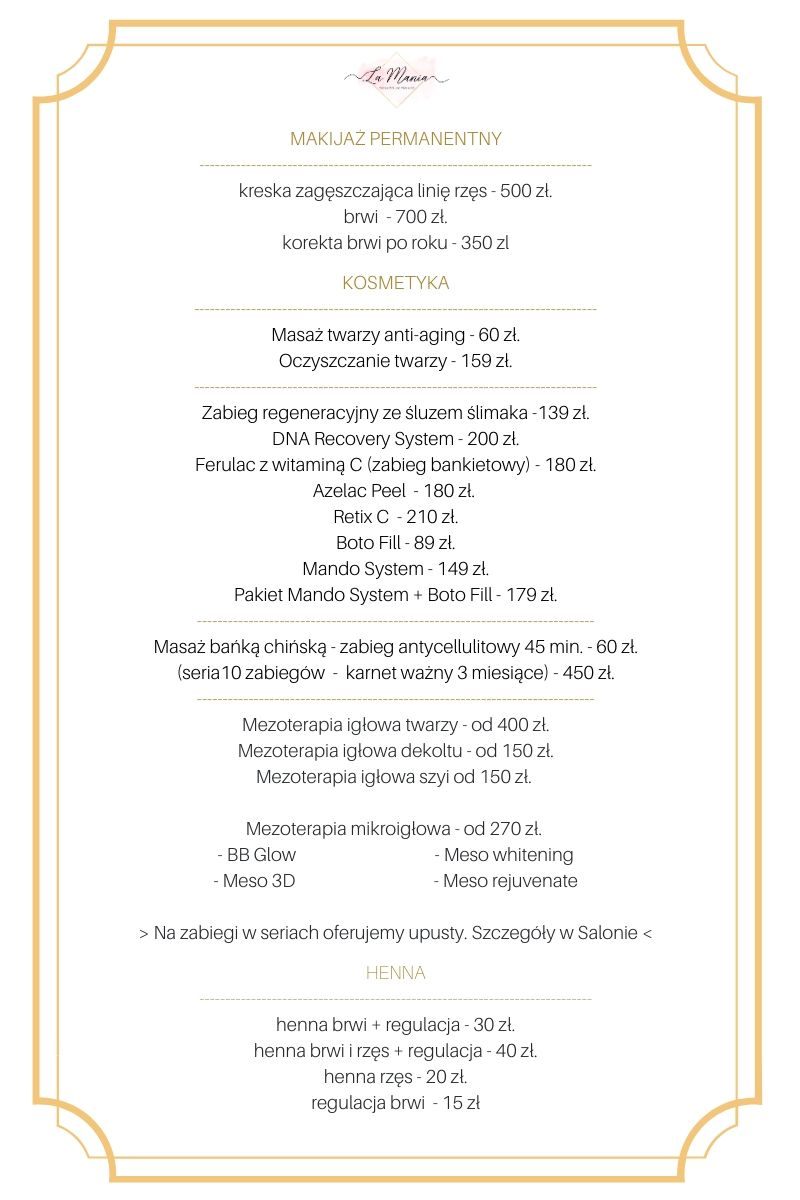 La Mania
MAKIJAŻ PERMANENTNY
kreska zagęszczająca linię rzęs - 500 zł.
brwi - 700 zł.
korekta brwi po roku - 350 zl
KOSMETYKA
Masaż twarzy anti-aging - 60 zł.
Oczyszczanie twarzy - 159 zł.
Zabieg regeneracyjny ze śluzem ślimaka -139 zł.
DNA Recovery System - 200 zł.
Ferulac z witaminą C (zabieg bankietowy) - 180 zł.
Azelac Peel - 180 zł.
Retix C - 210 zł.
Boto Fill - 89 zł.
Mando System - 149 zł.
Pakiet Mando System + Boto Fill - 179 zł.
Masaż bańką chińską - zabieg antycellulitowy 45 min. - 60 zł.
(seria10 zabiegów - karnet ważny 3 miesiące) - 450 zł.
Mezoterapia igłowa twarzy - od 400 zł.
Mezoterapia igłowa dekoltu - od 150 zł.
Mezoterapia igłowa szyi od 150 zł.
Mezoterapia mikroigłowa - od 270 zł.
- BB Glow - Meso whitening
- Meso 3D - Meso rejuvenate
> Na zabiegi w seriach oferujemy upusty. Szczegóły w Salonie <
HENNA
henna brwi + regulacja - 30 zł.
henna brwi i rzęs + regulacja - 40 zł.
henna rzęs - 20 zł.
regulacja brwi - 15 zł